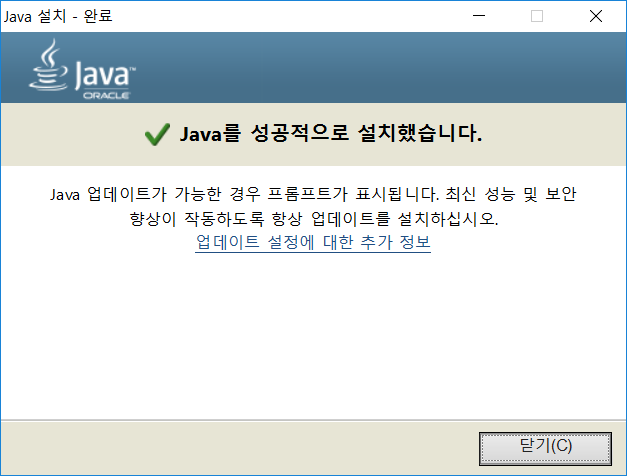 Java 설치 - 완료
Java™
ORACLE
Java를 성공적으로 설치했습니다.
Java 업데이트가 가능한 경우 프롬프트가 표시됩니다. 최신 성능 및 보안
향상이 작동하도록 항상 업데이트를 설치하십시오.
업데이트 설정에 대한 추가 정보
닫기(C)